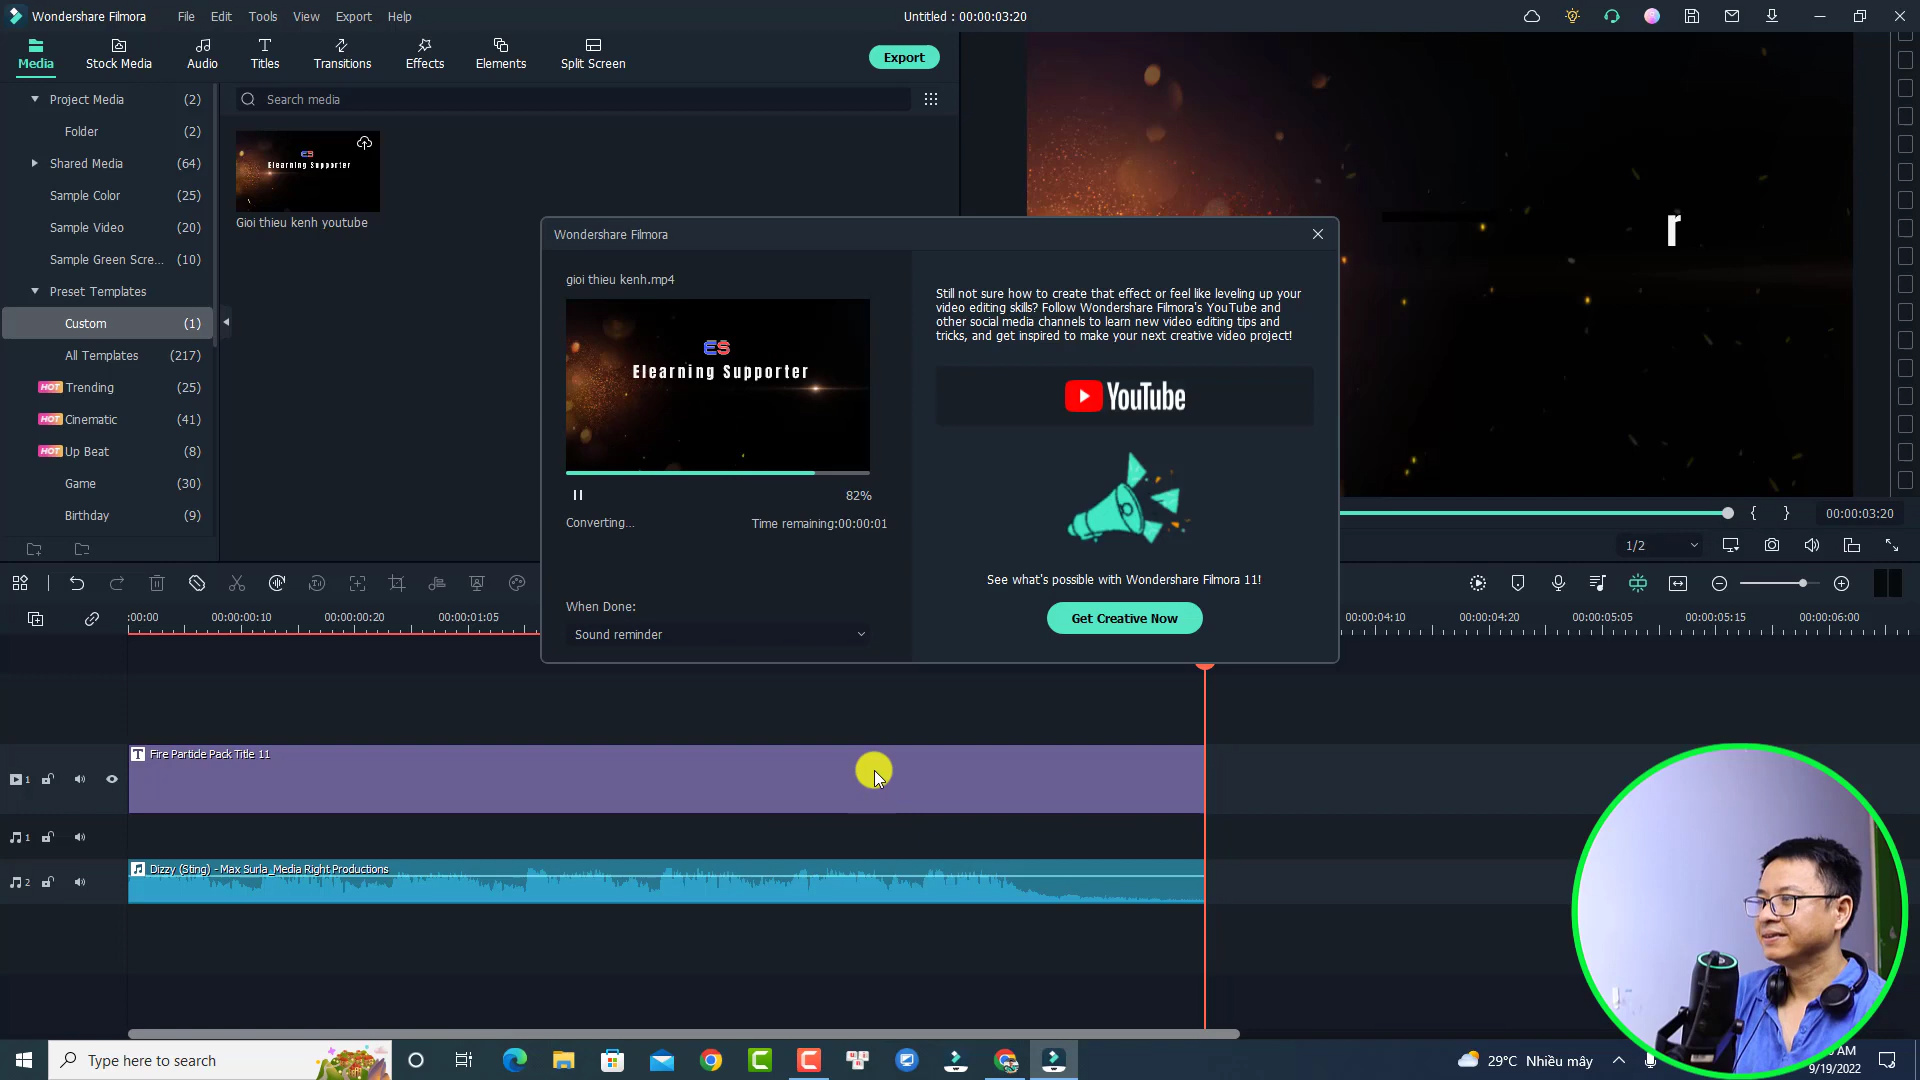 Wondershare Filmora
File
Edit
Tools
View
Export
Help
Untitled : 00:00:03:20
Media
Stock Media
Audio
Titles
Transitions
Effects
Elements
Split Screen
Export
Project Media (2)
Folder (2)
Shared Media (64)
Sample Color (25)
Sample Video (20)
Sample Green Scre... (10)
Preset Templates
Custom (1)
All Templates (217)
HOT Trending (25)
HOT Cinematic (41)
HOT Up Beat (8)
Game (30)
Birthday (9)
Search media
ES
Elearning Supporter
Gioi thieu kenh youtube
Wondershare Filmora
gioi thieu kenh.mp4
ES
Elearning Supporter
82%
Converting...
Time remaining:00:00:01
When Done:
Sound reminder
Still not sure how to create that effect or feel like leveling up your
video editing skills? Follow Wondershare Filmora's YouTube and
other social media channels to learn new video editing tips and
tricks, and get inspired to make your next creative video project!
YouTube
See what's possible with Wondershare Filmora 11!
Get Creative Now
r
{ }
00:00:03:20
1/2
:00:00
00:00:00:10
00:00:00:20
00:00:01:05
00:00:04:10
00:00:04:20
00:00:05:05
00:00:05:15
00:00:06:00
T Fire Particle Pack Title 11
1
1
Dizzy (Sting) - Max Surla_Media Right Productions
2
Type here to search
29°C Nhiều mây
AM
9/19/2022